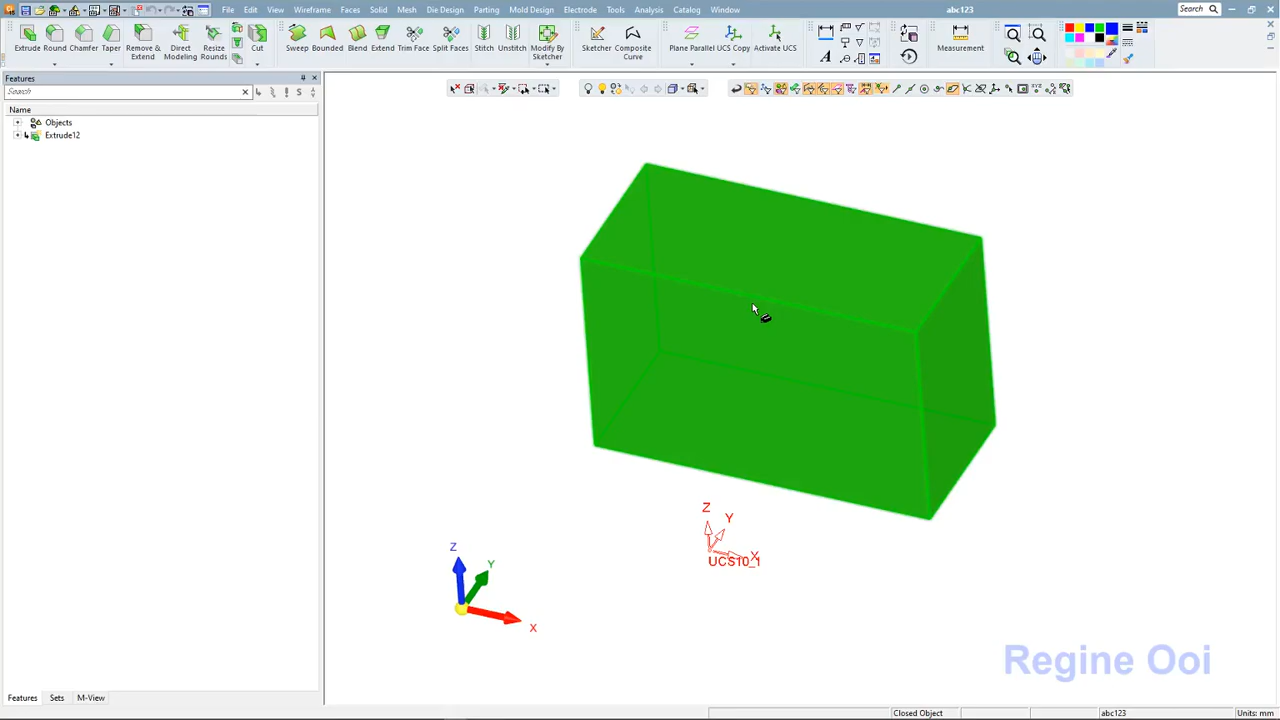 File Edit View Wireframe Faces Solid Mesh Die Design Parting Mold Design Electrode Tools Analysis Catalog Window abc123 Search
Extrude Round Chamfer Taper Remove & Extend Direct Modeling Resize Rounds Cut Sweep Bounded Blend Extend Trim Face Split Faces Stitch Unstitch Modify By Sketcher Sketcher Composite Curve Plane Parallel UCS Copy Activate UCS A Measurement
Features
Search
S
Name
Objects
Extrude12
Z
Y
X
UCS10_1
Z
Y
X
Regine Ooi
Features Sets M-View
Closed Object abc123 Units: mm